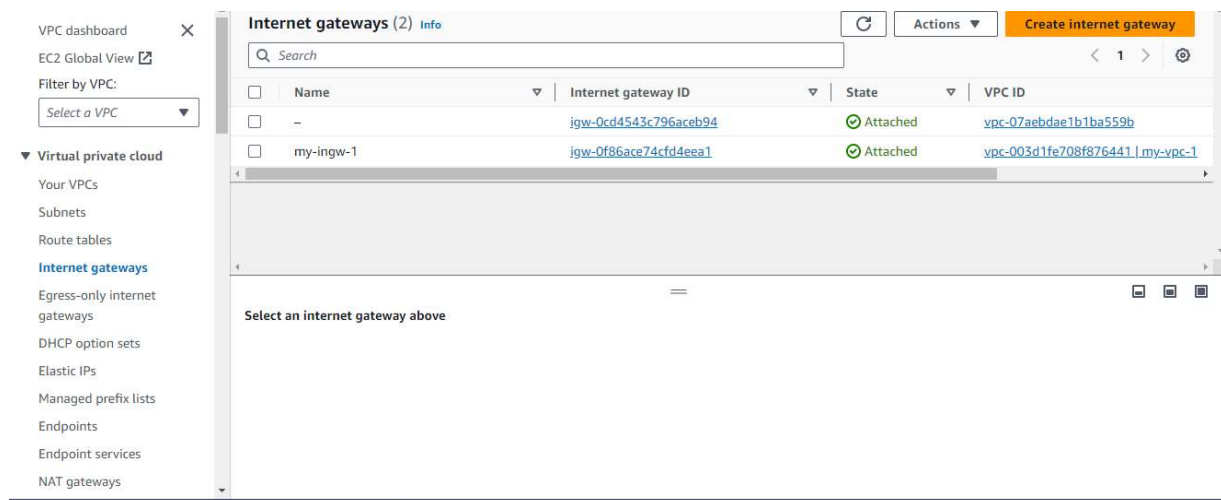 VPC dashboard
EC2 Global View
Filter by VPC:
Select a VPC
Virtual private cloud
Your VPCs
Subnets
Route tables
Internet gateways
Egress-only internet
gateways
DHCP option sets
Elastic IPs
Managed prefix lists
Endpoints
Endpoint services
NAT gateways
Internet gateways (2) Info
Actions
Create internet gateway
Search
1
Name Internet gateway ID State VPC ID
– igw-0cd4543c796aceb94 Attached vpc-07aebdae1b1ba559b
my-ingw-1 igw-0f86ace74cfd4eea1 Attached vpc-003d1fe708f876441 | my-vpc-1
Select an internet gateway above